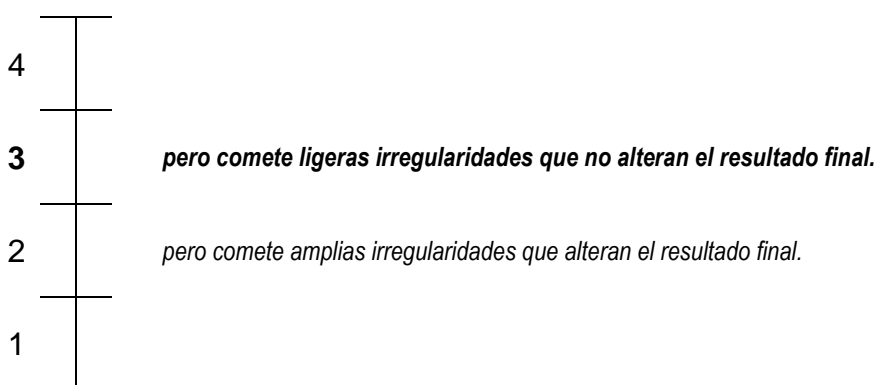 4
3 pero comete ligeras irregularidades que no alteran el resultado final.
2 pero comete amplias irregularidades que alteran el resultado final.
1